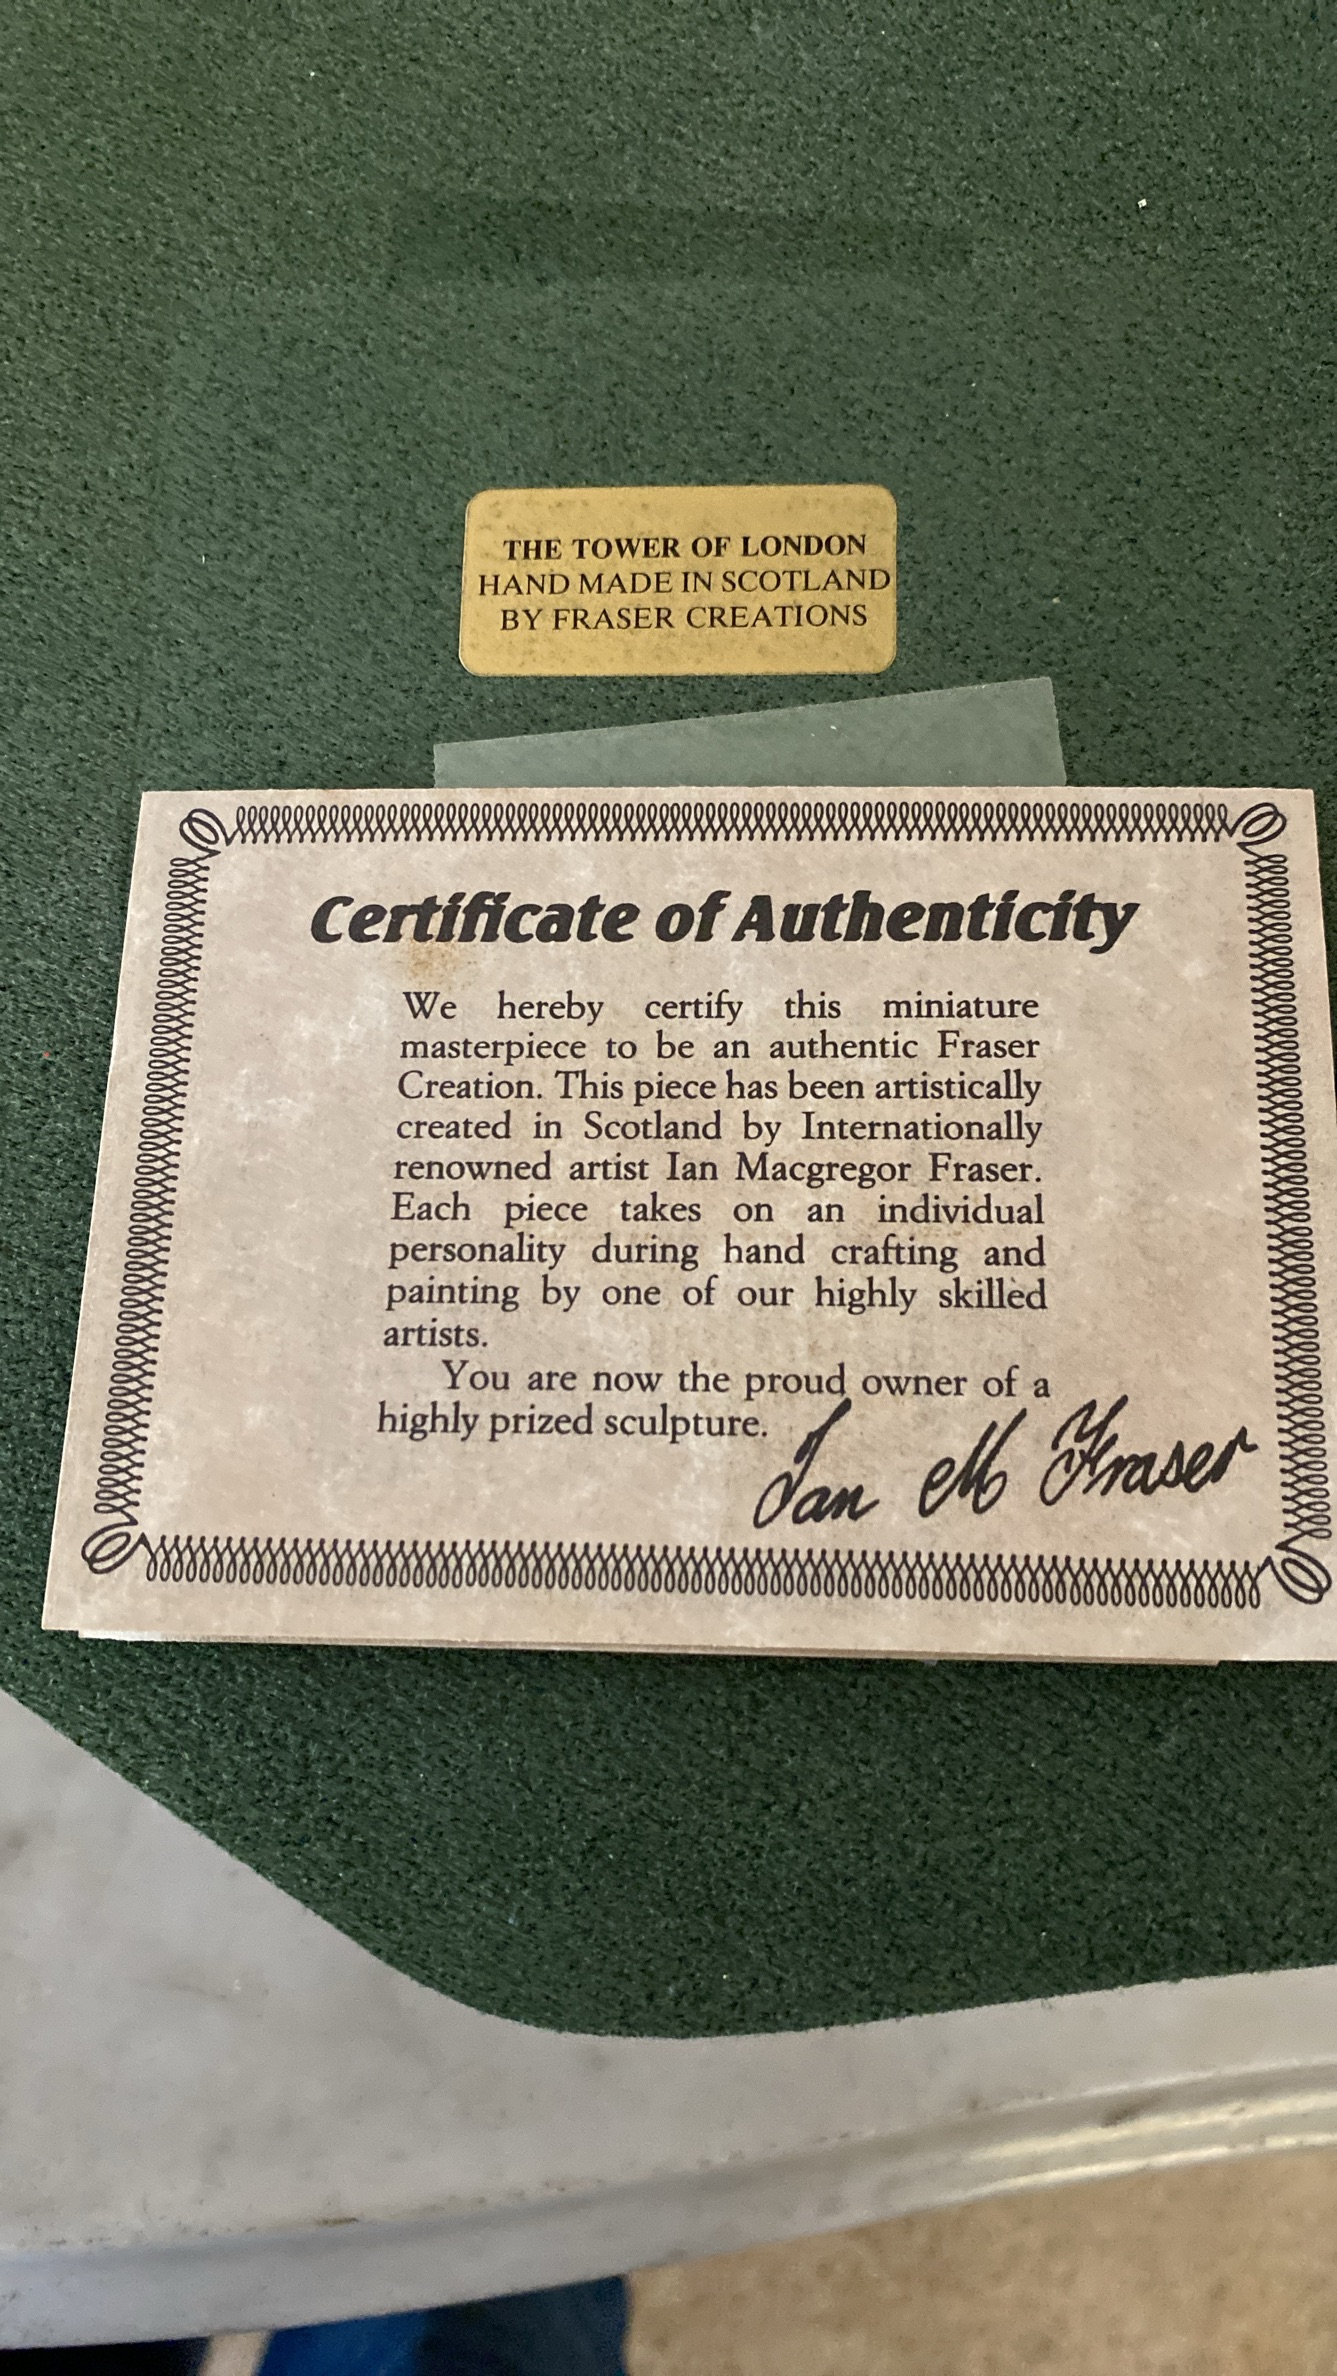 THE TOWER OF LONDON
HAND MADE IN SCOTLAND
BY FRASER CREATIONS
Certificate of Authenticity
We hereby certify this miniature
masterpiece to be an authentic Fraser
Creation. This piece has been artistically
created in Scotland by Internationally
renowned artist Ian Macgregor Fraser.
Each piece takes on an individual
personality during hand crafting and
painting by one of our highly skilled
artists.
You are now the proud owner of a
highly prized sculpture.
Ian M Fraser